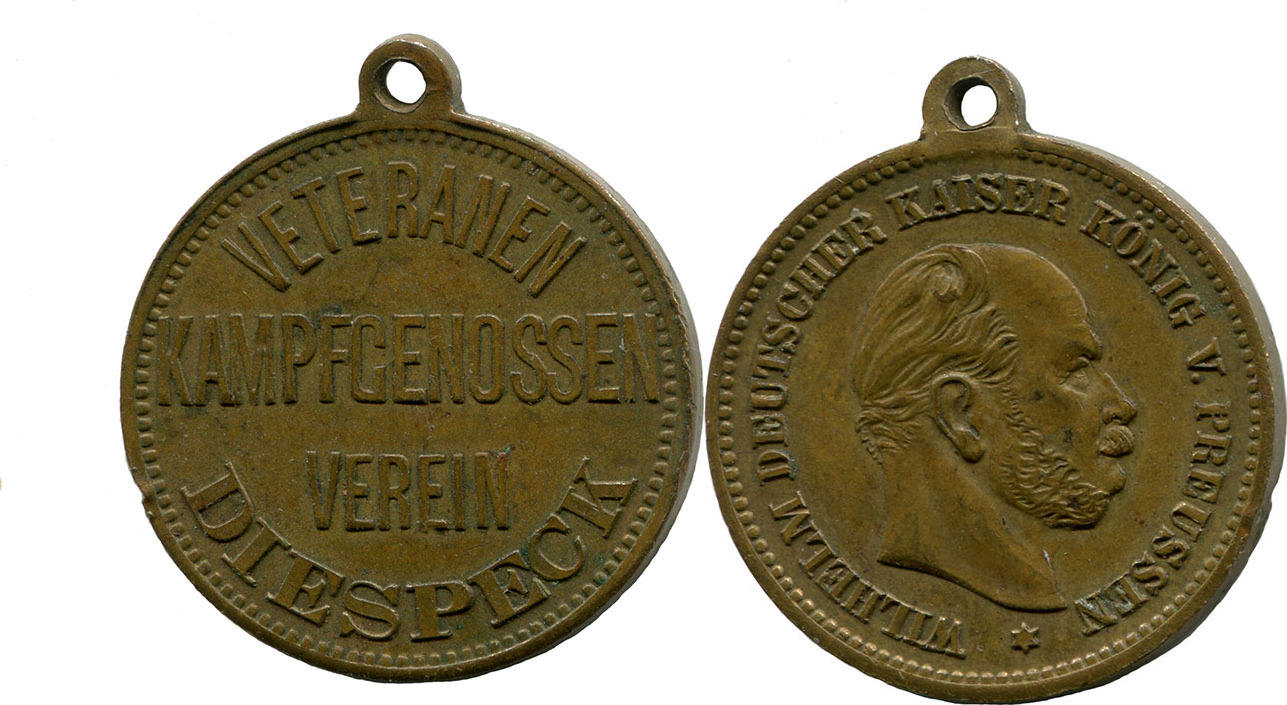 VETERANEN
KAMPFGENOSSEN
VEREIN
DIESPECK
WILHELM DEUTSCHER KAISER KÖNIG V. PREUSSEN